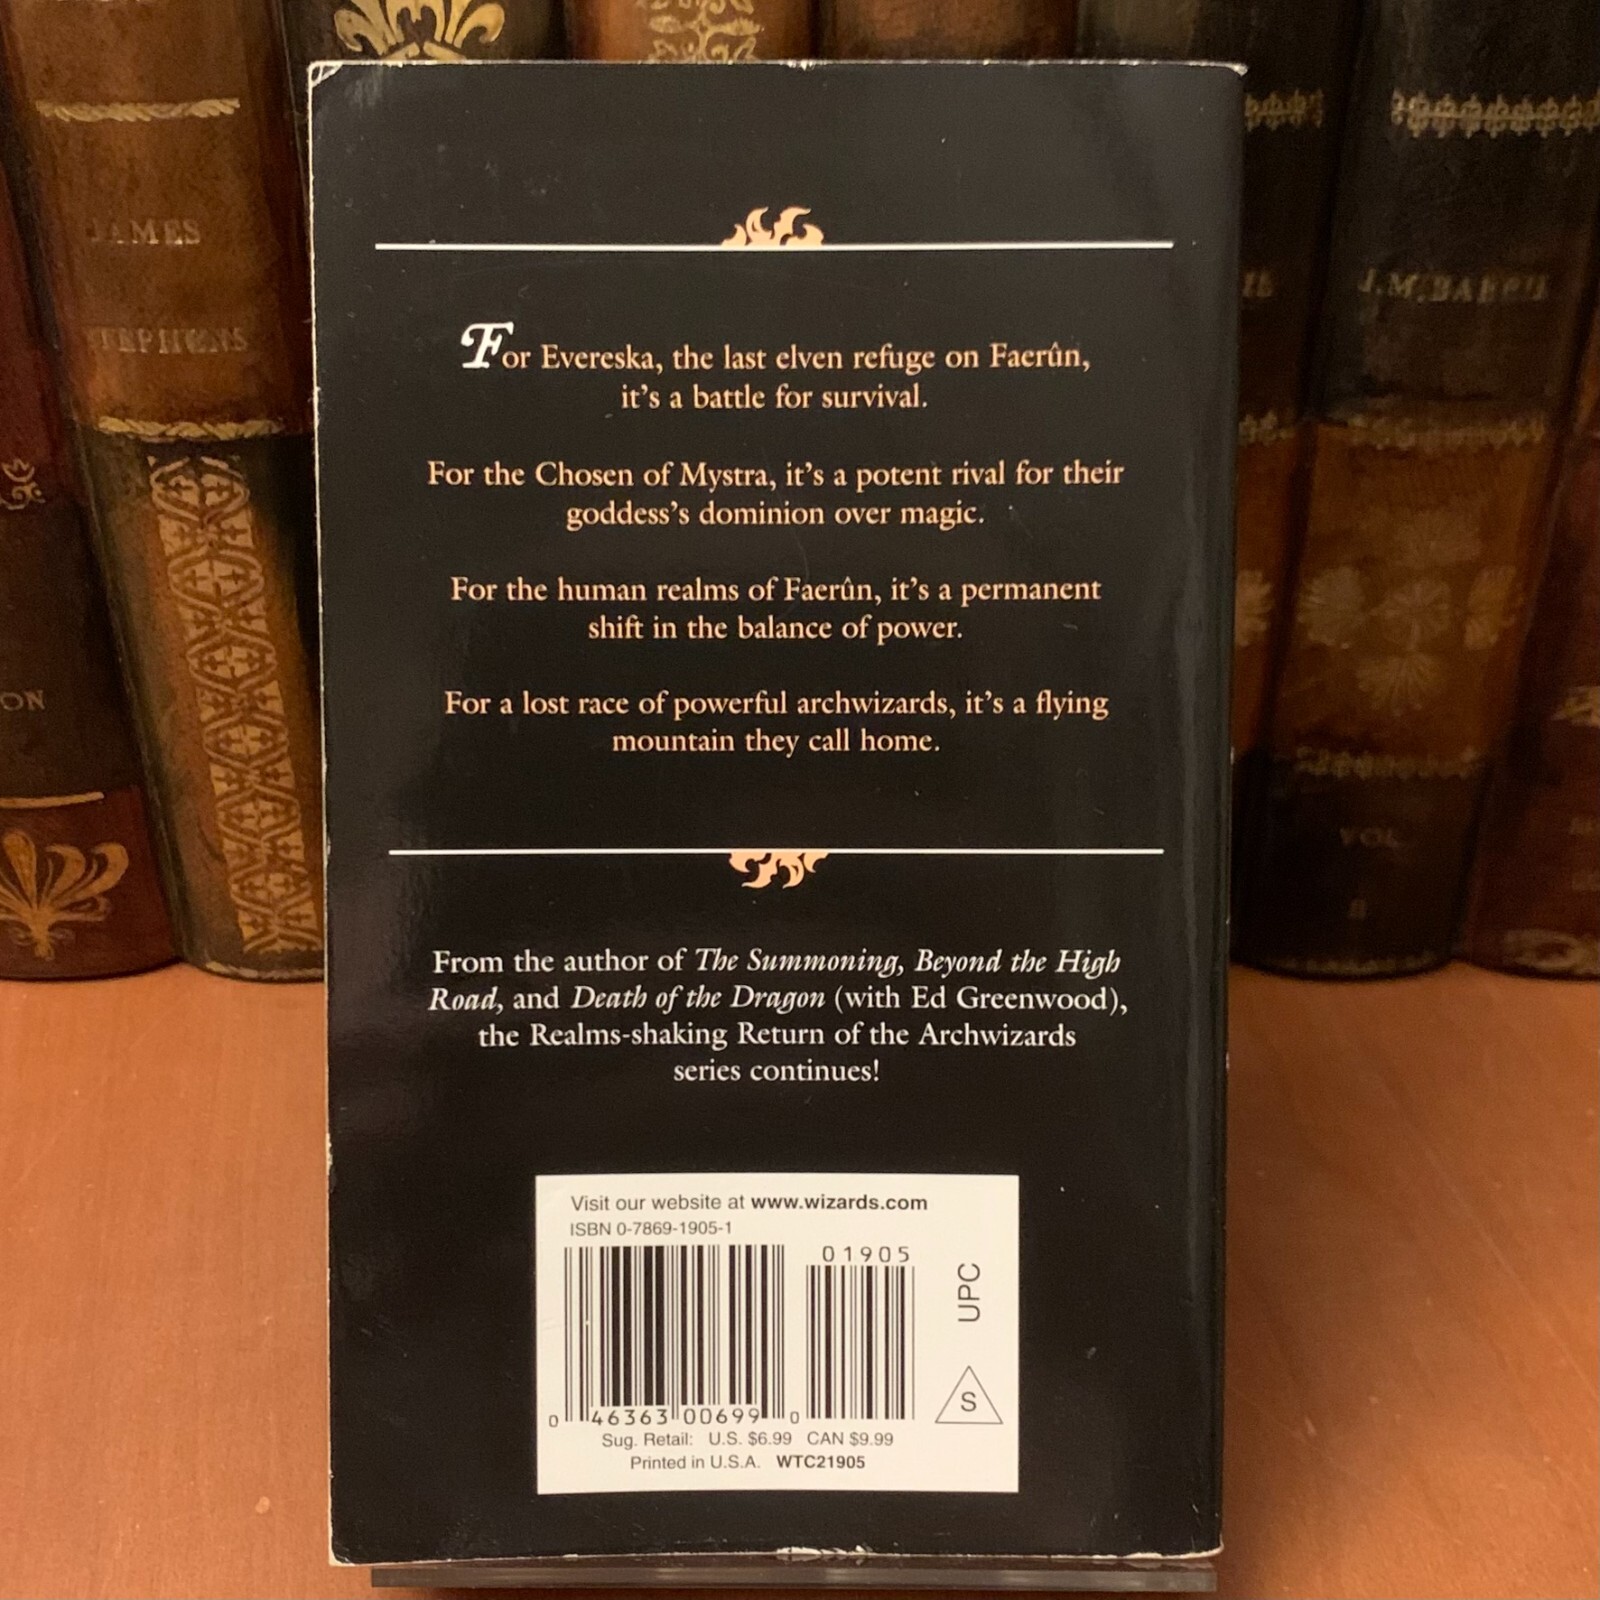 JAMES
STEPHENS
ON
J.M. BARRIE
VOL
For Evereska, the last elven refuge on Faerûn,
it's a battle for survival.
For the Chosen of Mystra, it's a potent rival for their
goddess's dominion over magic.
For the human realms of Faerûn, it's a permanent
shift in the balance of power.
For a lost race of powerful archwizards, it's a flying
mountain they call home.
From the author of The Summoning, Beyond the High
Road, and Death of the Dragon (with Ed Greenwood),
the Realms-shaking Return of the Archwizards
series continues!
Visit our website at www.wizards.com
ISBN 0-7869-1905-1
01905
UPC
S
0 46363 00699 0
Sug. Retail: U.S. $6.99 CAN $9.99
Printed in U.S.A. WTC21905